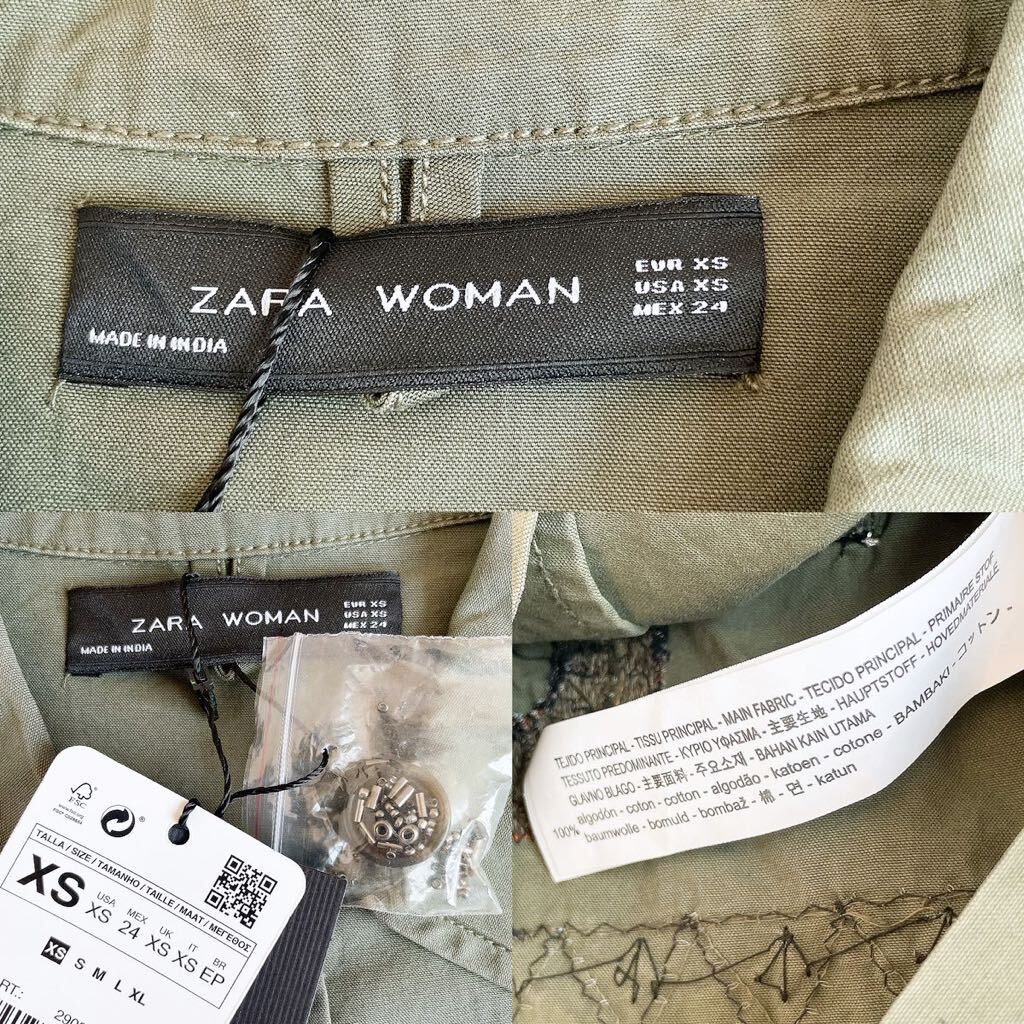 ZARA WOMAN
EUR XS
USA XS
MEX 24
MADE IN INDIA
ZARA WOMAN
EUR XS
USA XS
MEX 24
MADE IN INDIA
FSC
®
TALLA / SIZE / TAMANHO / TAILLE / MAAT / ΜΕΓΕΘΟΣ
XS
USA MEX UK IT BR
XS 24 XS XS EP
XS S M L XL
RT.:
TEJIDO PRINCIPAL - TISSU PRINCIPAL - MAIN FABRIC - TECIDO PRINCIPAL - PRIMAIRE STOF
TESSUTO PREDOMINANTE - ΚΥΡΙΟ ΥΦΑΣΜΑ - 主要生地 - HAUPTSTOFF - HOVEDMATERIALE
GLAVNO BLAGO - 主要面料 - 주요소재 - BAHAN KAIN UTAMA
100% algodón - coton - cotton - algodão - katoen - cotone - BAMBAKI - コットン -
baumwolle - bomuld - bombaž - 棉 - 면 - katun